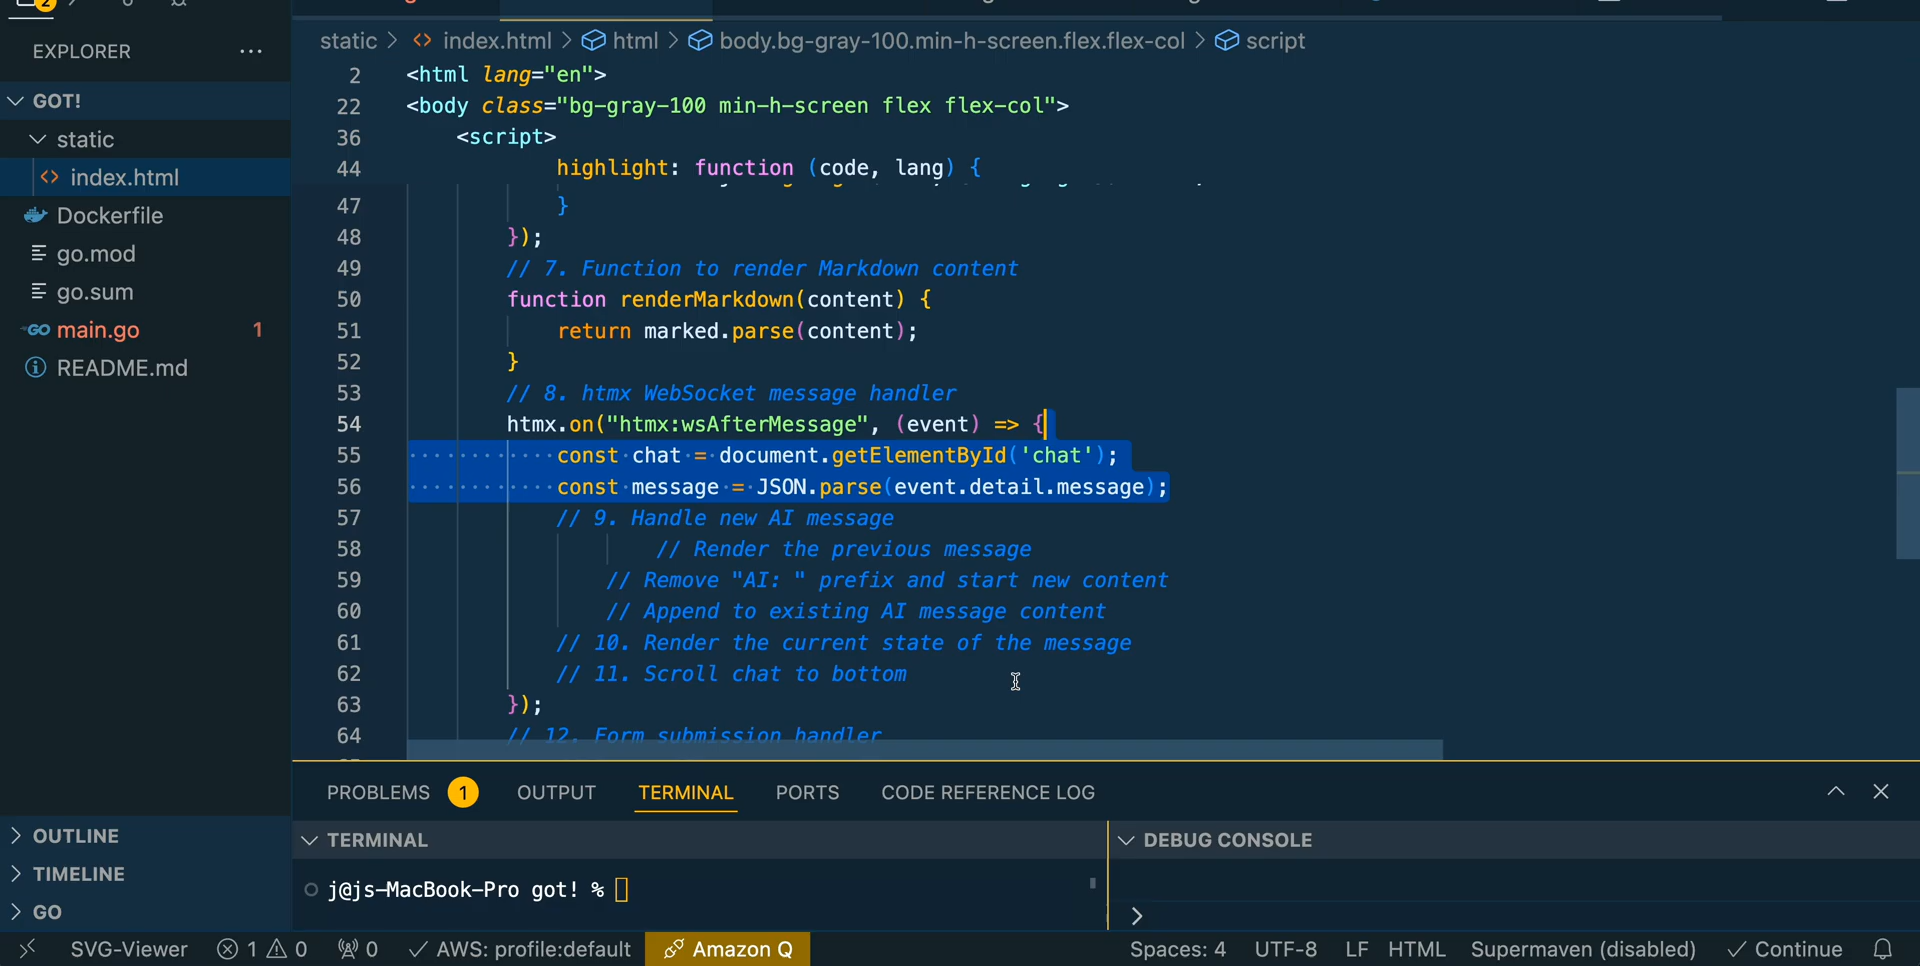 2
EXPLORER ...
GOT!
static
index.html
Dockerfile
go.mod
go.sum
main.go 1
README.md
OUTLINE
TIMELINE
GO
static > index.html > html > body.bg-gray-100.min-h-screen.flex.flex-col > script
2 <html lang="en">
22 <body class="bg-gray-100 min-h-screen flex flex-col">
36 <script>
44 highlight: function (code, lang) {
47 }
48 });
49 // 7. Function to render Markdown content
50 function renderMarkdown(content) {
51 return marked.parse(content);
52 }
53 // 8. htmx WebSocket message handler
54 htmx.on("htmx:wsAfterMessage", (event) => {
55 const chat = document.getElementById('chat');
56 const message = JSON.parse(event.detail.message);
57 // 9. Handle new AI message
58 // Render the previous message
59 // Remove "AI: " prefix and start new content
60 // Append to existing AI message content
61 // 10. Render the current state of the message
62 // 11. Scroll chat to bottom
63 });
64 // 12. Form submission handler
PROBLEMS 1 OUTPUT TERMINAL PORTS CODE REFERENCE LOG
TERMINAL
j@js-MacBook-Pro got! %
DEBUG CONSOLE
>
SVG-Viewer 1 0 0 AWS: profile:default Amazon Q Spaces: 4 UTF-8 LF HTML Supermaven (disabled) Continue